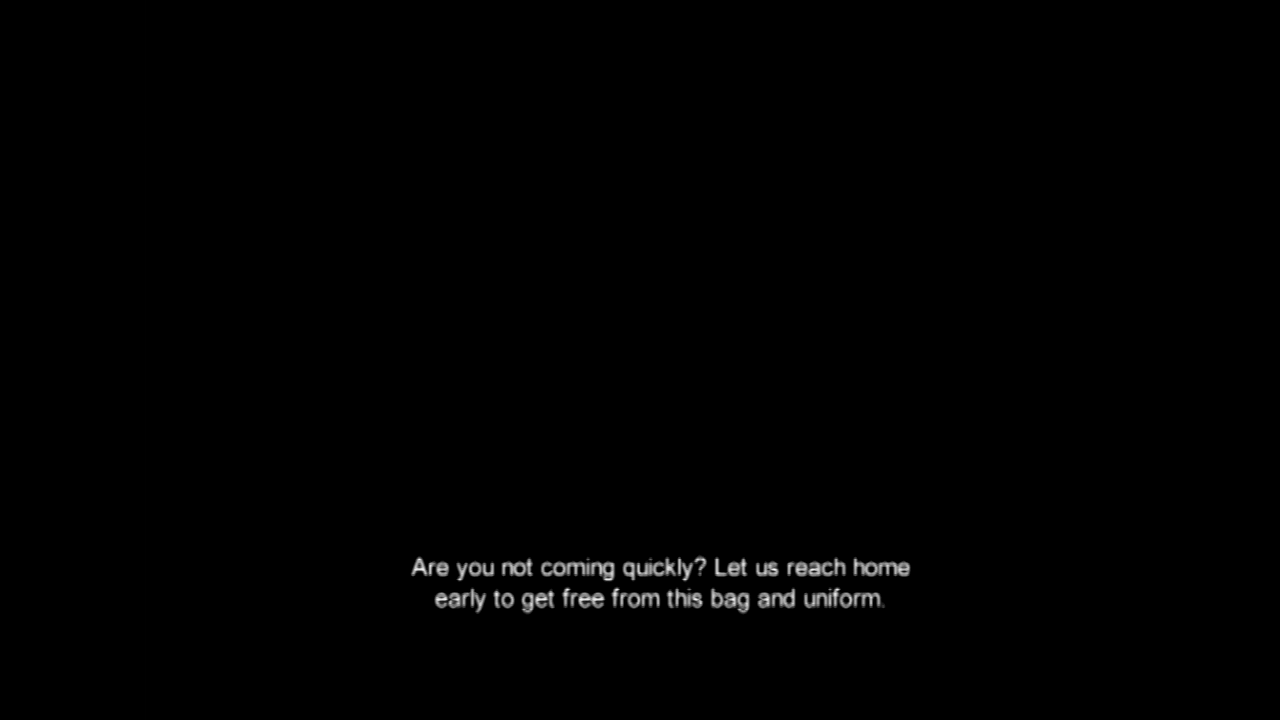 Are you not coming quickly? Let us reach home
early to get free from this bag and uniform.